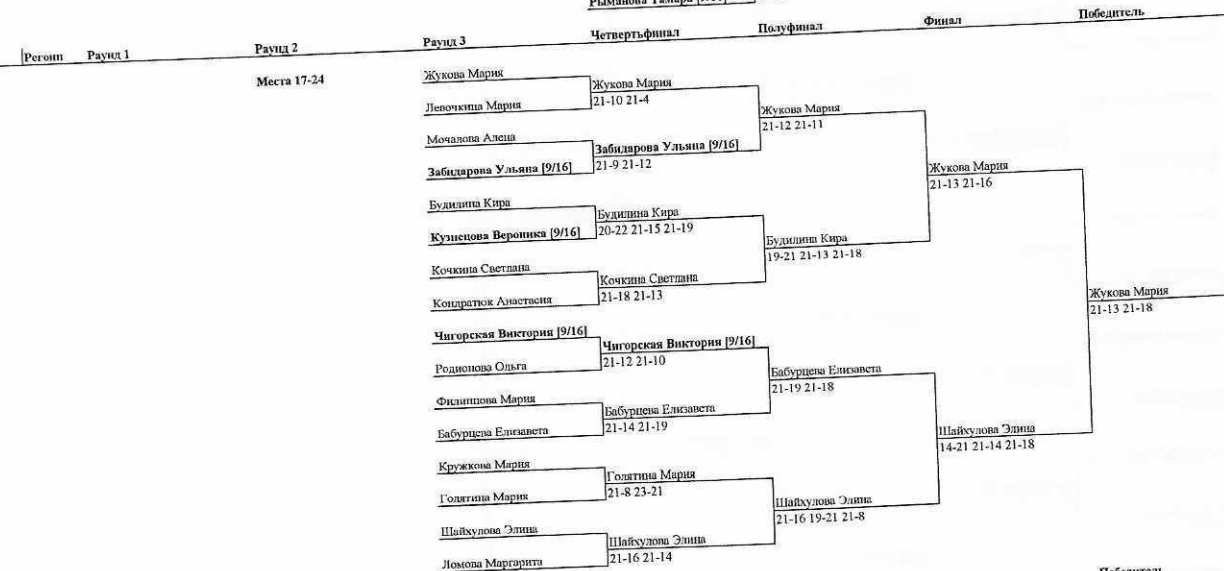 Рыманова Тамара [9/16]
Регион Раунд 1 Раунд 2 Раунд 3 Четвертьфинал Полуфинал Финал Победитель
Места 17-24
Жукова Мария
Жукова Мария
Левочкина Мария
21-10 21-4
Жукова Мария
21-12 21-11
Мочалова Алена
Забидарова Ульяна [9/16]
Забидарова Ульяна [9/16]
21-9 21-12
Жукова Мария
21-13 21-16
Будилина Кира
Будилина Кира
Кузнецова Вероника [9/16]
20-22 21-15 21-19
Будилина Кира
19-21 21-13 21-18
Кочкина Светлана
Кочкина Светлана
Кондратюк Анастасия
21-18 21-13
Жукова Мария
21-13 21-18
Чигорская Виктория [9/16]
Чигорская Виктория [9/16]
Родионова Ольга
21-12 21-10
Бабурцева Елизавета
21-19 21-18
Филиппова Мария
Бабурцева Елизавета
Бабурцева Елизавета
21-14 21-19
Шайхулова Элина
14-21 21-14 21-18
Кружкова Мария
Голятина Мария
Голятина Мария
21-8 23-21
Шайхулова Элина
21-16 19-21 21-8
Шайхулова Элина
Шайхулова Элина
Ломова Маргарита
21-16 21-14
Победитель